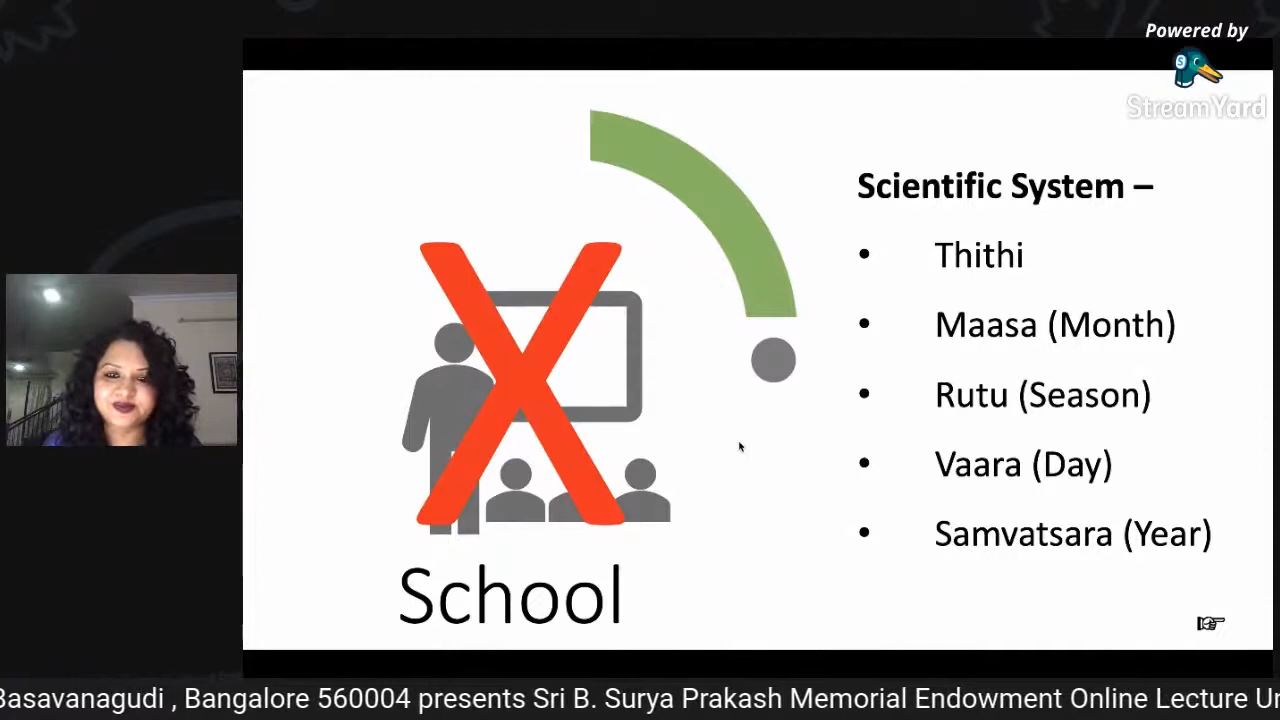 Powered by
StreamYard
Scientific System –
• Thithi
• Maasa (Month)
• Rutu (Season)
• Vaara (Day)
• Samvatsara (Year)
School
Basavanagudi , Bangalore 560004 presents Sri B. Surya Prakash Memorial Endowment Online Lecture